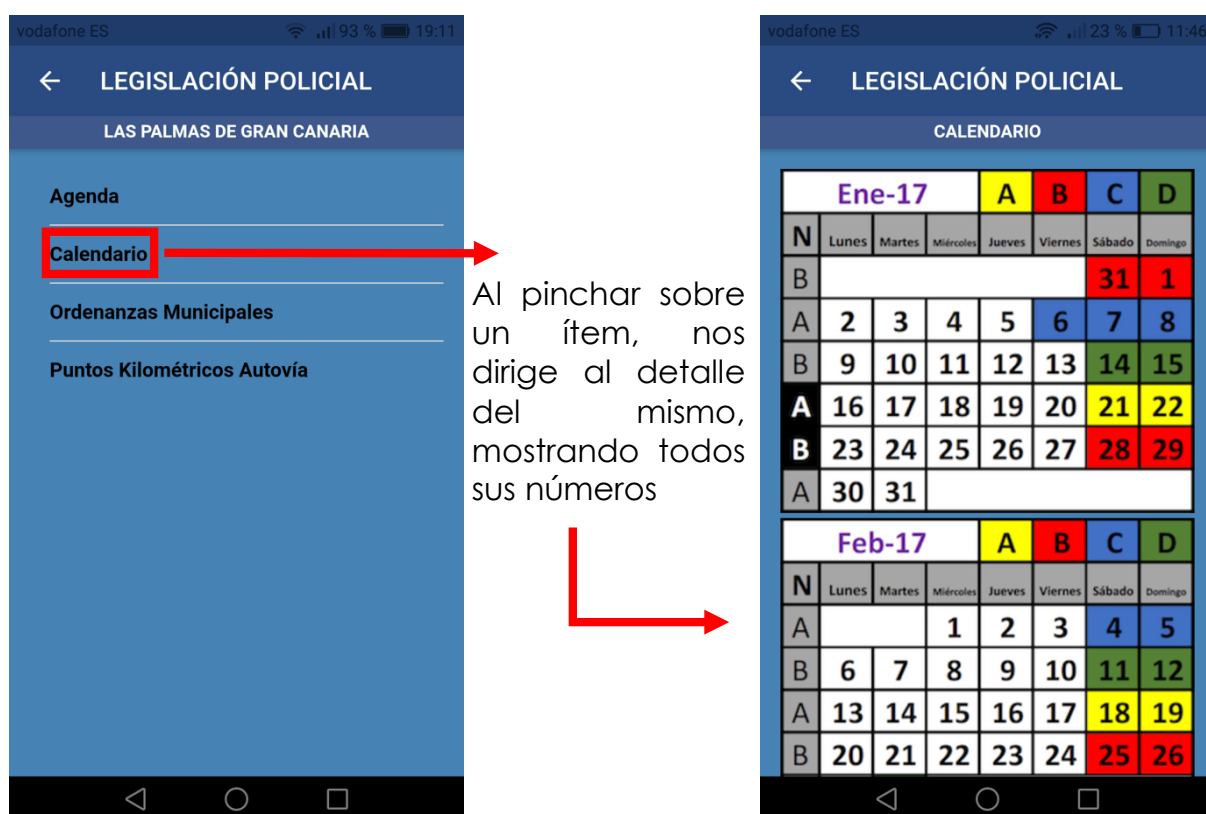 vodafone ES 93 % 19:11
LEGISLACIÓN POLICIAL
LAS PALMAS DE GRAN CANARIA
Agenda
Calendario
Ordenanzas Municipales
Puntos Kilométricos Autovía
Al pinchar sobre
un ítem, nos
dirige al detalle
del mismo,
mostrando todos
sus números
vodafone ES 23 % 11:46
LEGISLACIÓN POLICIAL
CALENDARIO
Ene-17 A B C D
N Lunes Martes Miércoles Jueves Viernes Sábado Domingo
B 31 1
A 2 3 4 5 6 7 8
B 9 10 11 12 13 14 15
A 16 17 18 19 20 21 22
B 23 24 25 26 27 28 29
A 30 31
Feb-17 A B C D
N Lunes Martes Miércoles Jueves Viernes Sábado Domingo
A 1 2 3 4 5
B 6 7 8 9 10 11 12
A 13 14 15 16 17 18 19
B 20 21 22 23 24 25 26